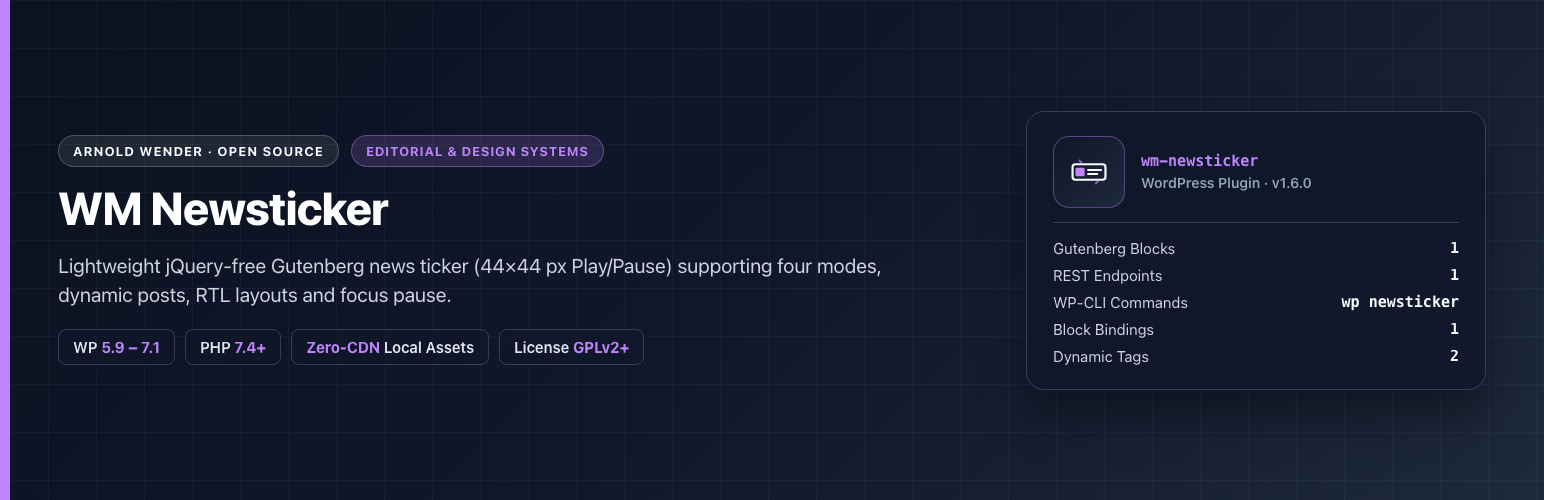 ARNOLD WENDER · OPEN SOURCE
EDITORIAL & DESIGN SYSTEMS
WM Newsticker
Lightweight jQuery-free Gutenberg news ticker (44×44 px Play/Pause) supporting four modes,
dynamic posts, RTL layouts and focus pause.
WP 5.9 – 7.1
PHP 7.4+
Zero-CDN Local Assets
License GPLv2+
wm-newsticker
WordPress Plugin · v1.6.0
Gutenberg Blocks 1
REST Endpoints 1
WP-CLI Commands wp newsticker
Block Bindings 1
Dynamic Tags 2